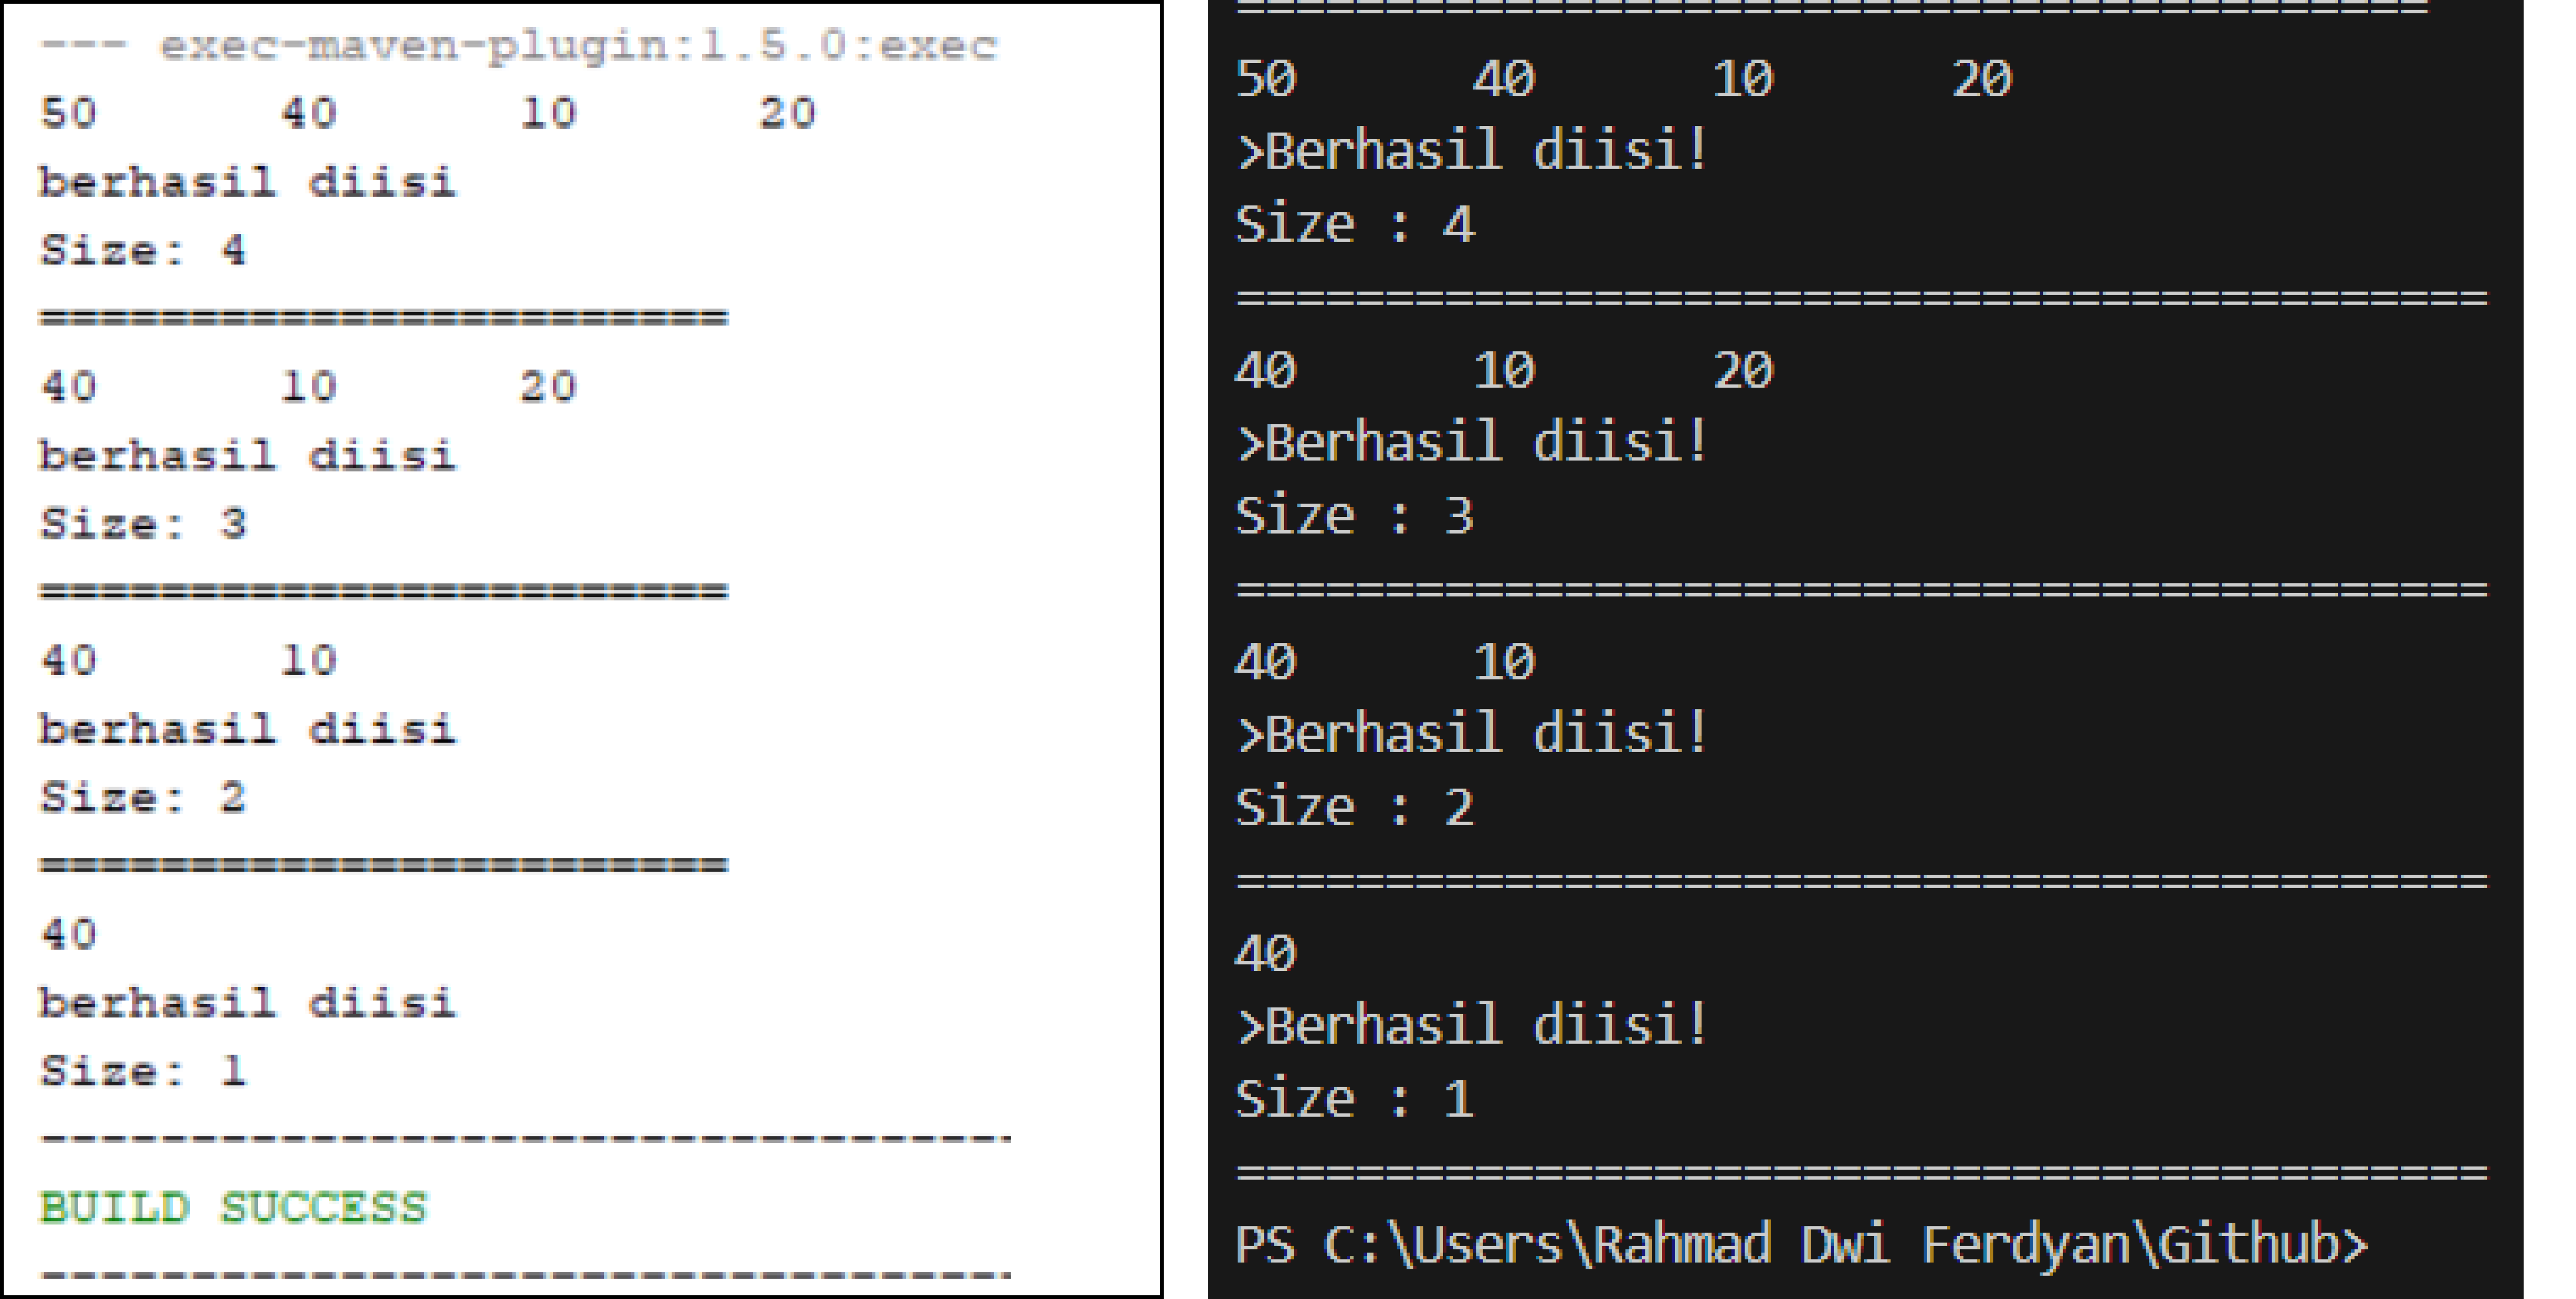 --- exec-maven-plugin:1.5.0:exec
50      40      10      20
berhasil diisi
Size: 4
=======================
40      10      20
berhasil diisi
Size: 3
=======================
40      10
berhasil diisi
Size: 2
=======================
40
berhasil diisi
Size: 1
---------------------------------
BUILD SUCCESS
---------------------------------
========================================
50      40      10      20
>Berhasil diisi!
Size : 4
==========================================
40      10      20
>Berhasil diisi!
Size : 3
==========================================
40      10
>Berhasil diisi!
Size : 2
==========================================
40
>Berhasil diisi!
Size : 1
==========================================
PS C:\Users\Rahmad Dwi Ferdyan\Github>